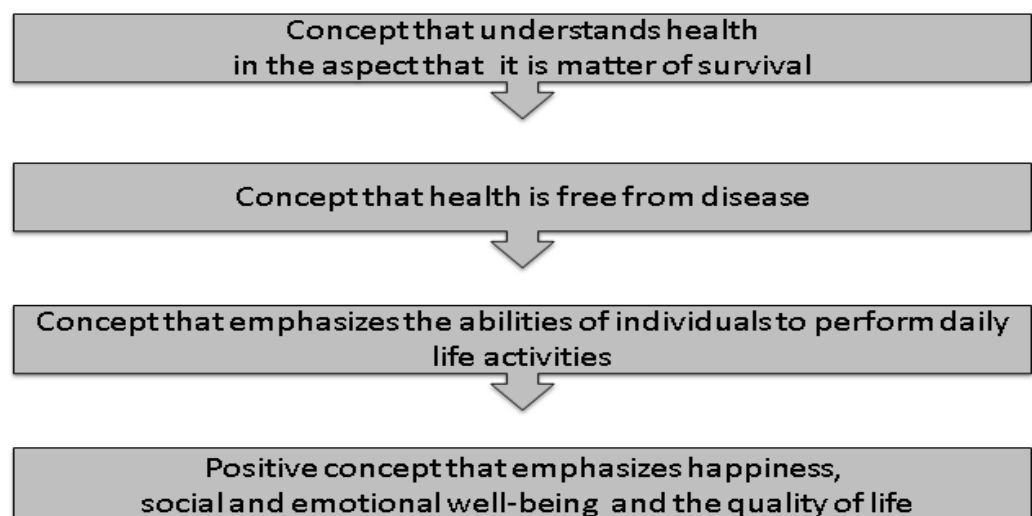 Concept that understands health
in the aspect that it is matter of survival
Concept that health is free from disease
Concept that emphasizes the abilities of individuals to perform daily
life activities
Positive concept that emphasizes happiness,
social and emotional well-being and the quality of life